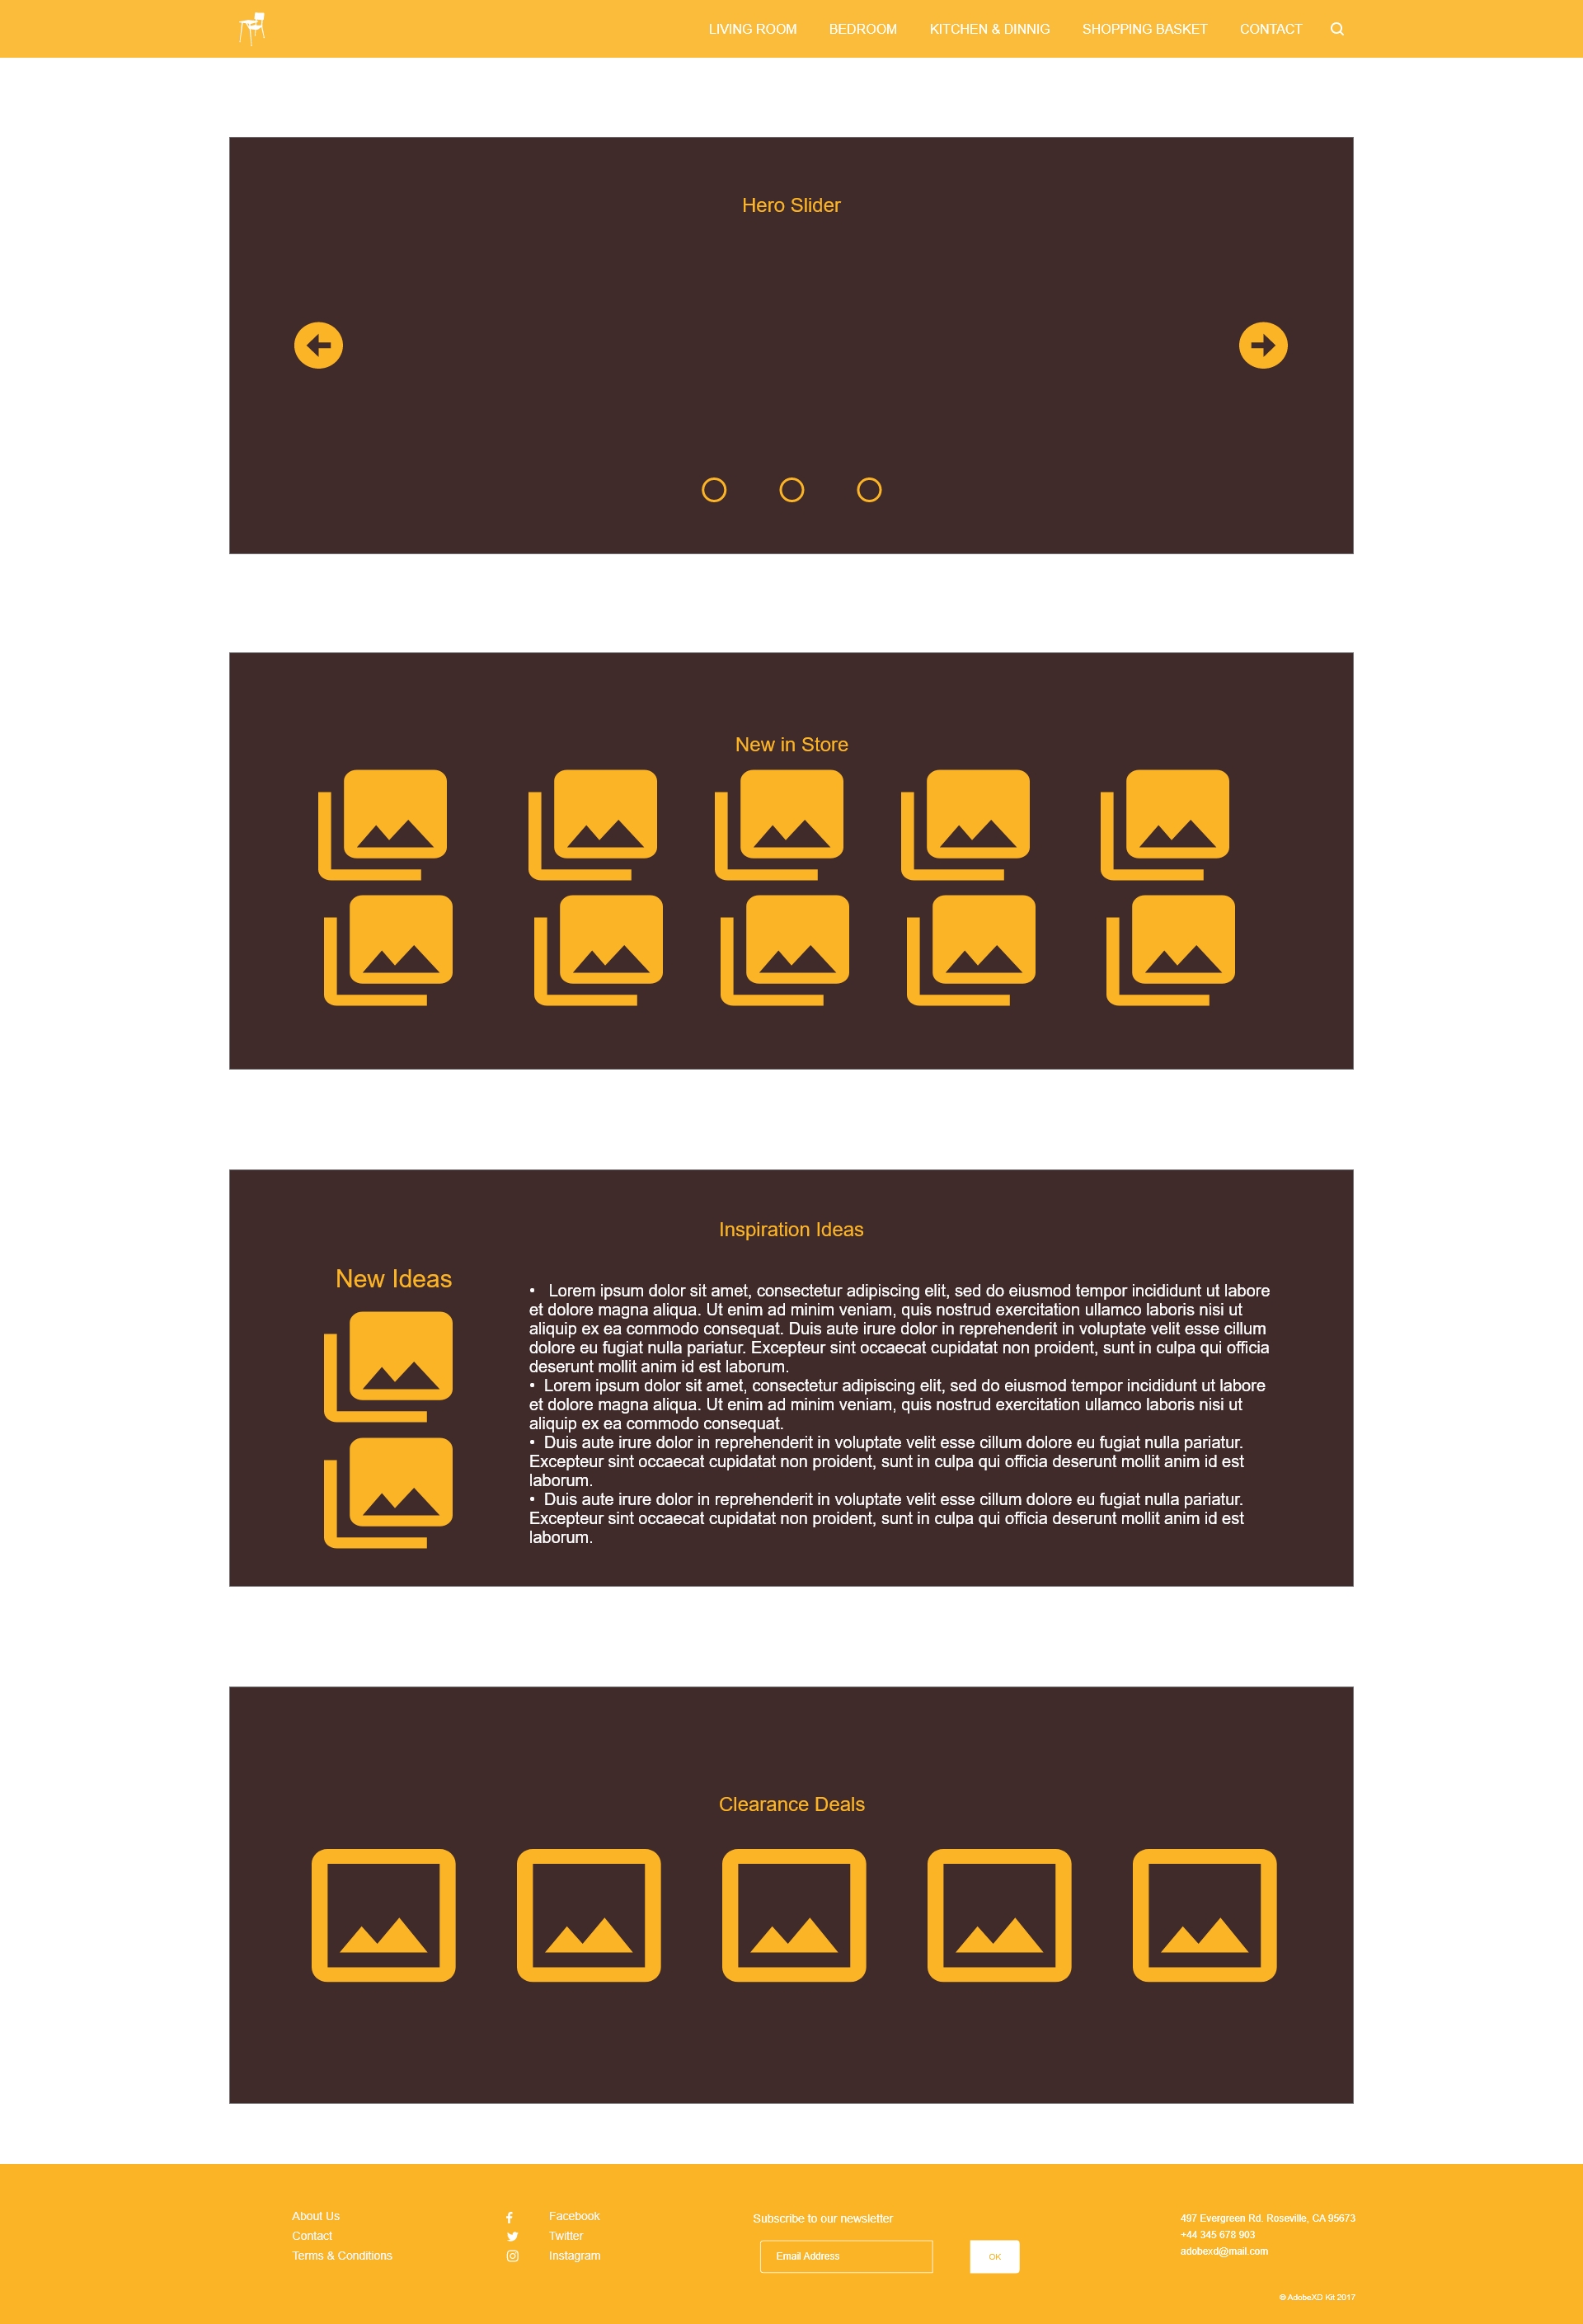 LIVING ROOM BEDROOM KITCHEN & DINNIG SHOPPING BASKET CONTACT
Hero Slider
New in Store
Inspiration Ideas
New Ideas
• Lorem ipsum dolor sit amet, consectetur adipiscing elit, sed do eiusmod tempor incididunt ut labore
et dolore magna aliqua. Ut enim ad minim veniam, quis nostrud exercitation ullamco laboris nisi ut
aliquip ex ea commodo consequat. Duis aute irure dolor in reprehenderit in voluptate velit esse cillum
dolore eu fugiat nulla pariatur. Excepteur sint occaecat cupidatat non proident, sunt in culpa qui officia
deserunt mollit anim id est laborum.
• Lorem ipsum dolor sit amet, consectetur adipiscing elit, sed do eiusmod tempor incididunt ut labore
et dolore magna aliqua. Ut enim ad minim veniam, quis nostrud exercitation ullamco laboris nisi ut
aliquip ex ea commodo consequat.
• Duis aute irure dolor in reprehenderit in voluptate velit esse cillum dolore eu fugiat nulla pariatur.
Excepteur sint occaecat cupidatat non proident, sunt in culpa qui officia deserunt mollit anim id est
laborum.
• Duis aute irure dolor in reprehenderit in voluptate velit esse cillum dolore eu fugiat nulla pariatur.
Excepteur sint occaecat cupidatat non proident, sunt in culpa qui officia deserunt mollit anim id est
laborum.
Clearance Deals
About Us
Contact
Terms & Conditions
Facebook
Twitter
Instagram
Subscribe to our newsletter
Email Address
OK
497 Evergreen Rd. Roseville, CA 95673
+44 345 678 903
adobexd@mail.com
© AdobeXD Kit 2017